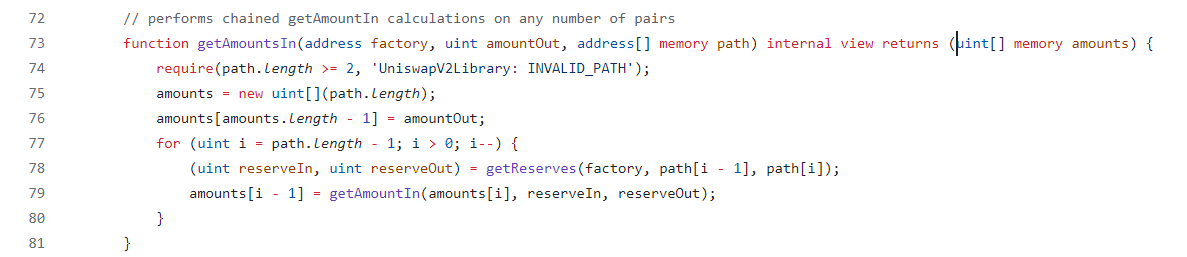 72 // performs chained getAmountIn calculations on any number of pairs
73 function getAmountsIn(address factory, uint amountOut, address[] memory path) internal view returns (uint[] memory amounts) {
74 require(path.length >= 2, 'UniswapV2Library: INVALID_PATH');
75 amounts = new uint[](path.length);
76 amounts[amounts.length - 1] = amountOut;
77 for (uint i = path.length - 1; i > 0; i--) {
78 (uint reserveIn, uint reserveOut) = getReserves(factory, path[i - 1], path[i]);
79 amounts[i - 1] = getAmountIn(amounts[i], reserveIn, reserveOut);
80 }
81 }